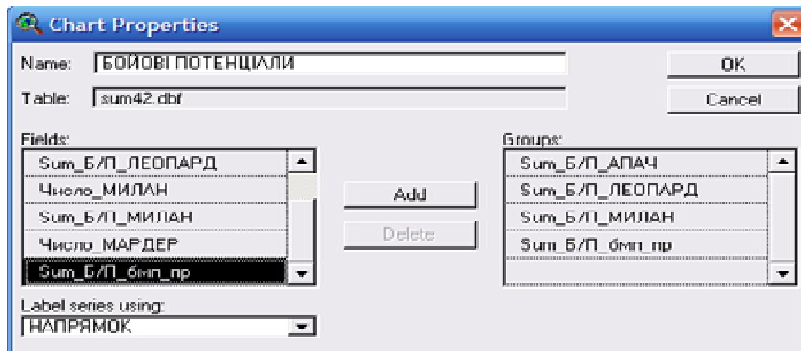 Chart Properties
Name: БОЙОВІ ПОТЕНЦІАЛИ OK
Table: sum42.dbf Cancel
Fields: Groups:
Sum_Б/П_ЛЕОПАРД Sum_Б/П_АПАЧ
Число_МИЛАН Add Sum_Б/П_ЛЕОПАРД
Sum_Б/П_МИЛАН Sum_Б/П_МИЛАН
Число_МАРДЕР Delete Sum_Б/П_бмп_пр
Sum_Б/П_бмп_пр
Label series using:
НАПРЯМОК